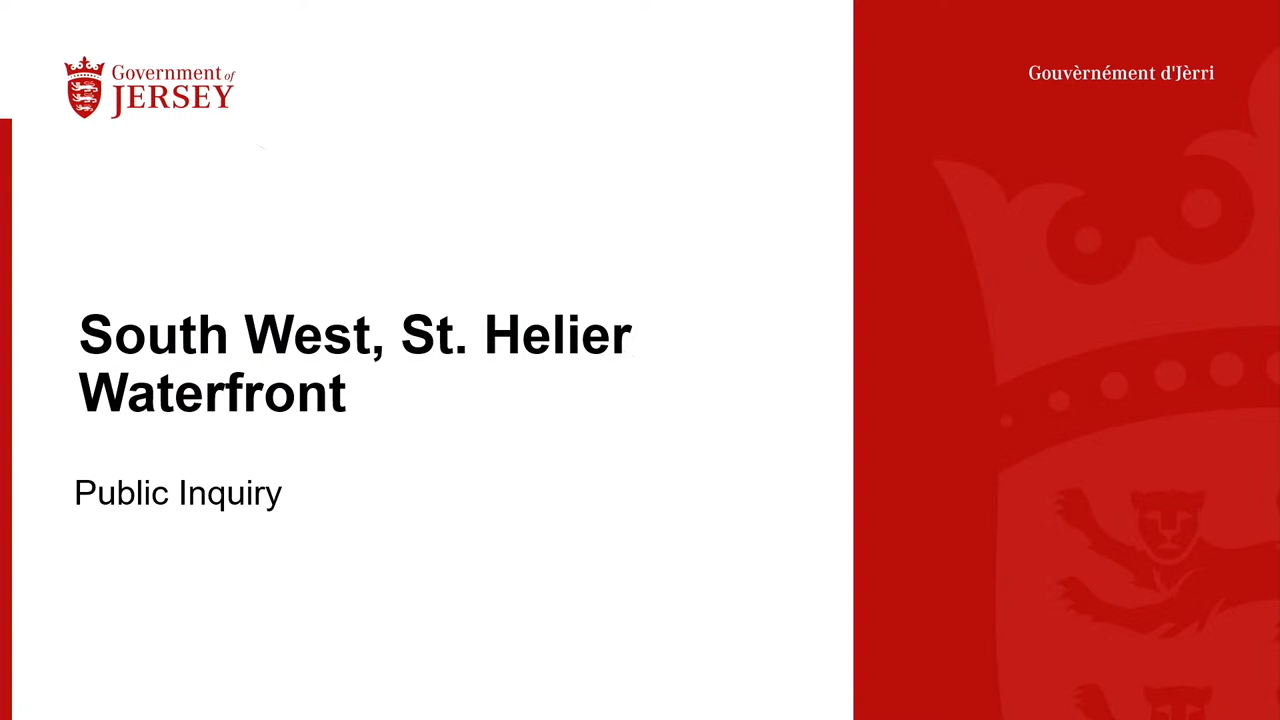 Government of
JERSEY
Gouvèrnément d'Jèrri
South West, St. Helier
Waterfront
Public Inquiry